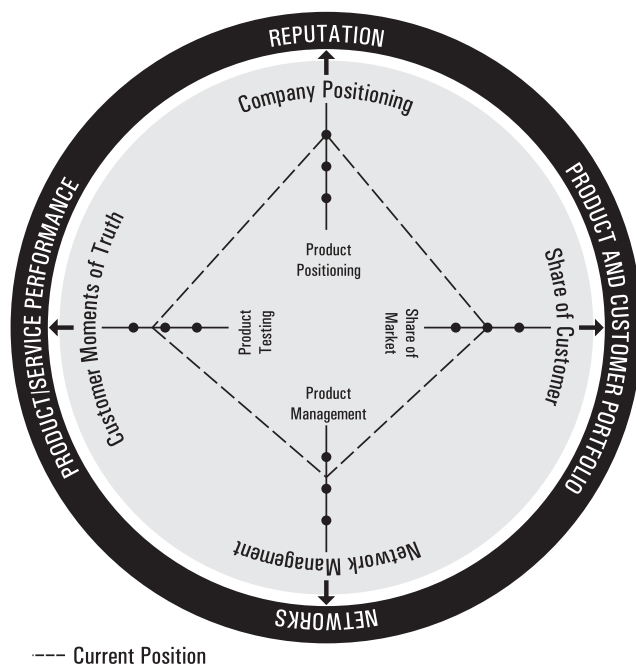 REPUTATION
Company Positioning
Product
Positioning
PRODUCT/SERVICE PERFORMANCE
Customer Moments of Truth
Product
Testing
Share of
Market
Share of Customer
PRODUCT AND CUSTOMER PORTFOLIO
Product
Management
Network Management
NETWORKS
Current Position